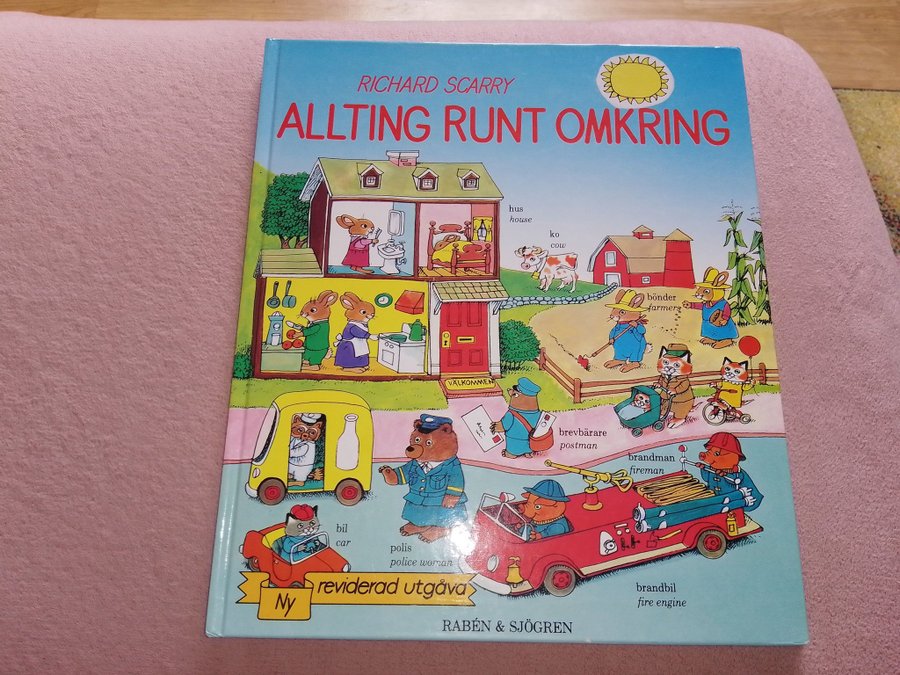 RICHARD SCARRY
ALLTING RUNT OMKRING
hus
house
ko
cow
bönder
farmers
VÄLKOMMEN
brevbärare
postman
brandman
fireman
bil
car
polis
police woman
brandbil
fire engine
Ny
reviderad utgåva
RABÉN & SJÖGREN